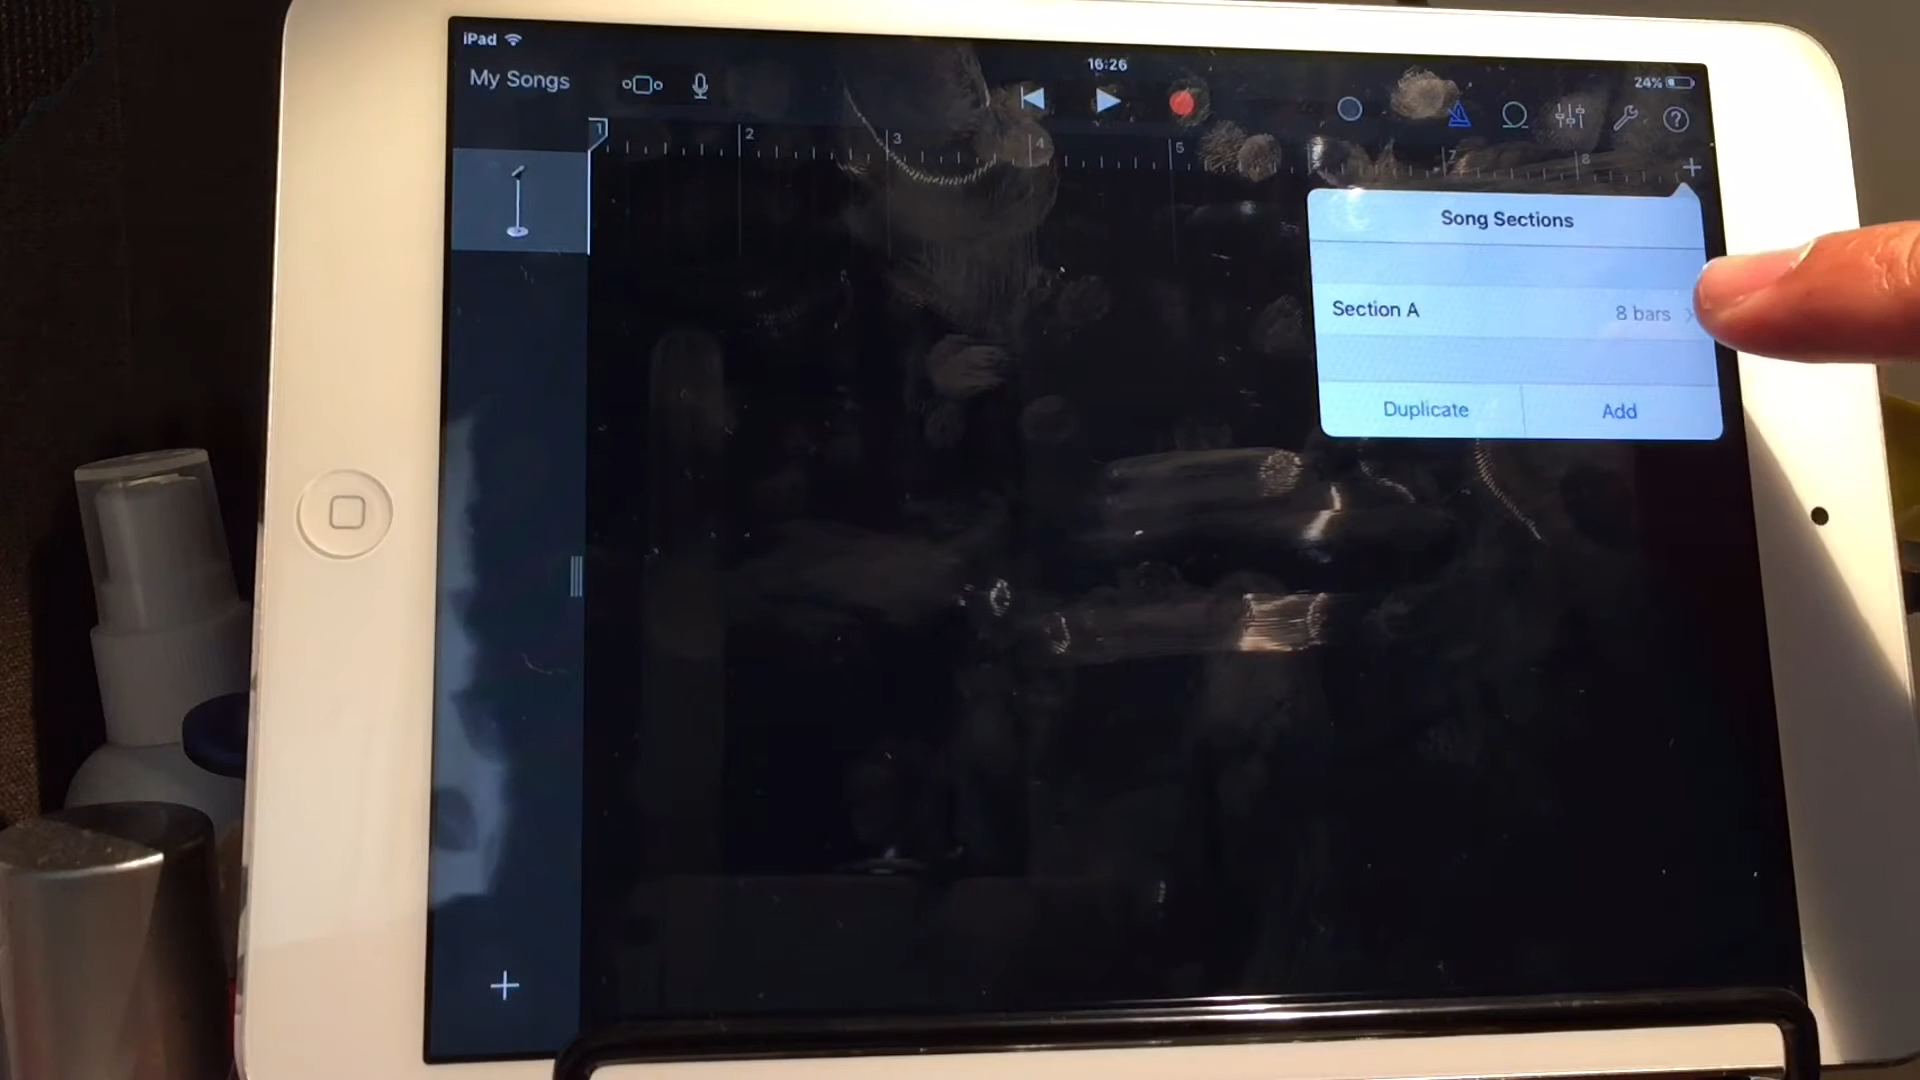 iPad
16:26
24%
My Songs
1 2 3 4 5 7 8
Song Sections
Section A 8 bars
Duplicate Add